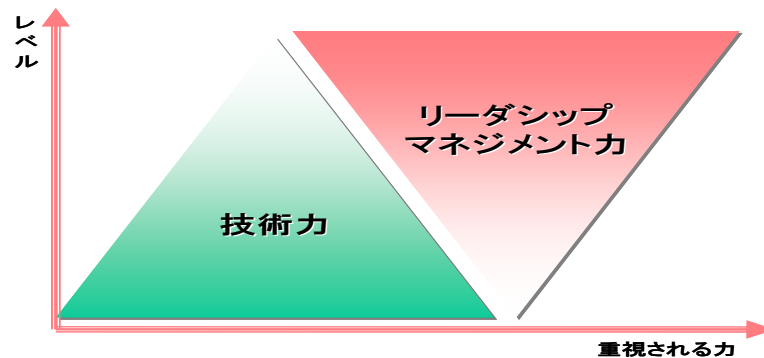 レベル
リーダシップ
マネジメント力
技術力
重視される力